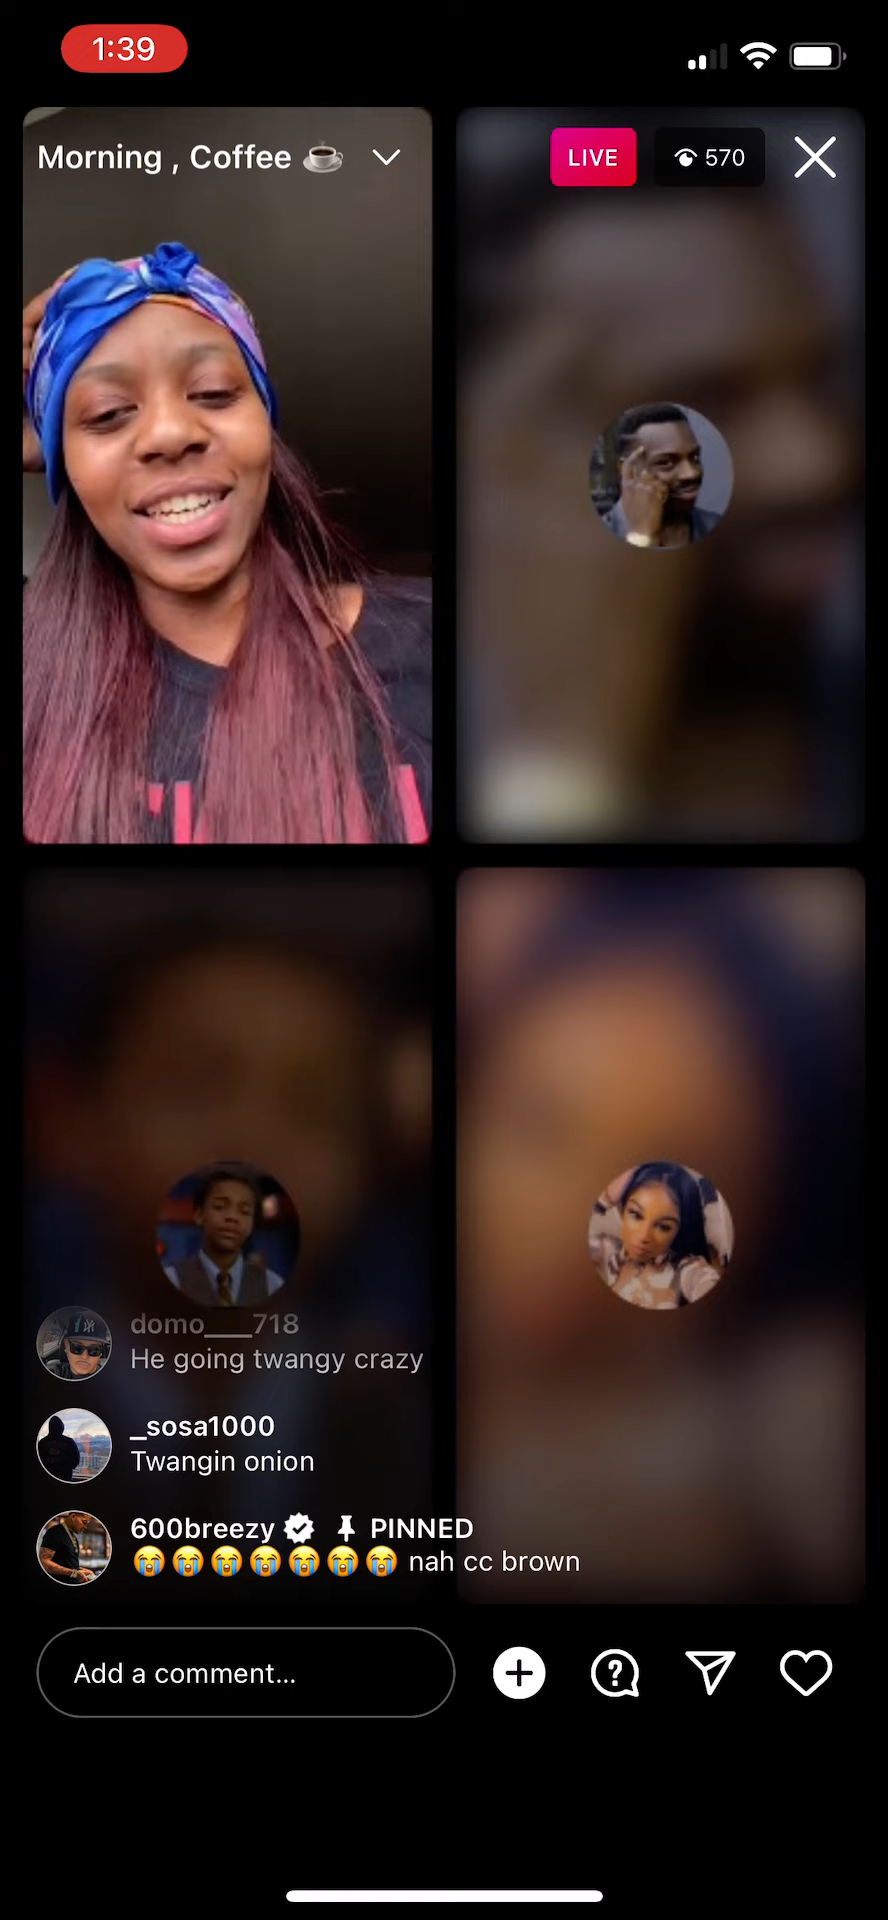 1:39
Morning , Coffee ☕
LIVE
570
domo___718
He going twangy crazy
_sosa1000
Twangin onion
600breezy PINNED
😭😭😭😭😭😭😭 nah cc brown
Add a comment...